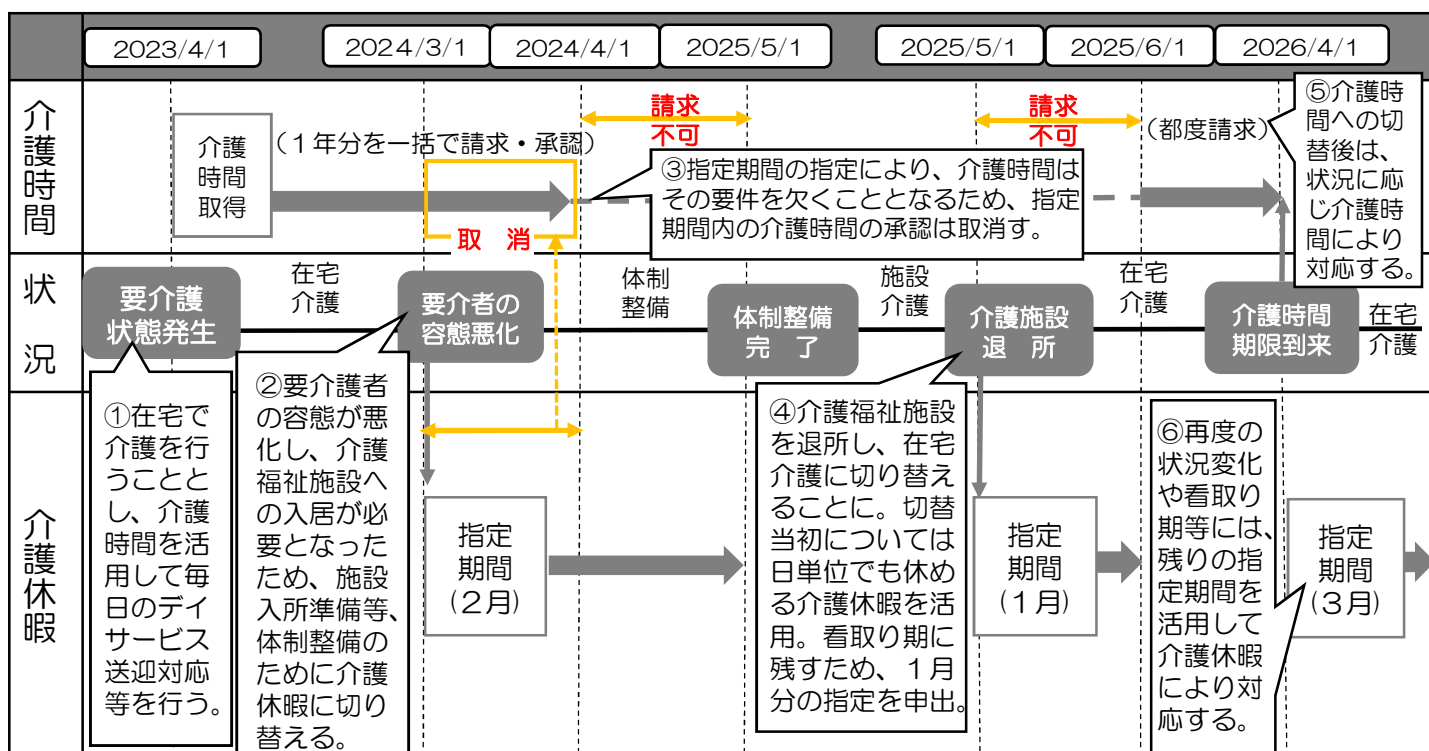 2023/4/1
2024/3/1
2024/4/1
2025/5/1
2025/5/1
2025/6/1
2026/4/1
介護時間
介護
時間
取得
(1年分を一括で請求・承認)
取 消
請求
不可
③指定期間の指定により、介護時間は
その要件を欠くこととなるため、指定
期間内の介護時間の承認は取消す。
請求
不可
(都度請求)
⑤介護時
間への切
替後は、
状況に応
じ介護時
間により
対応する。
状況
要介護
状態発生
在宅
介護
要介者の
容態悪化
体制
整備
体制整備
完 了
施設
介護
介護施設
退 所
在宅
介護
介護時間
期限到来
在宅
介護
介護休暇
①在宅で
介護を行
うことと
し、介護
時間を活
用して毎
日のデイ
サービス
送迎対応
等を行う。
②要介護者
の容態が悪
化し、介護
福祉施設へ
の入居が必
要となった
ため、施設
入所準備等、
体制整備の
ために介護
休暇に切り
替える。
指定
期間
(2月)
④介護福祉施設
を退所し、在宅
介護に切り替え
ることに。切替
当初については
日単位でも休め
る介護休暇を活
用。看取り期に
残すため、1月
分の指定を申出。
指定
期間
(1月)
⑥再度の
状況変化
や看取り
期等には、
残りの指
定期間を
活用して
介護休暇
により対
応する。
指定
期間
(3月)